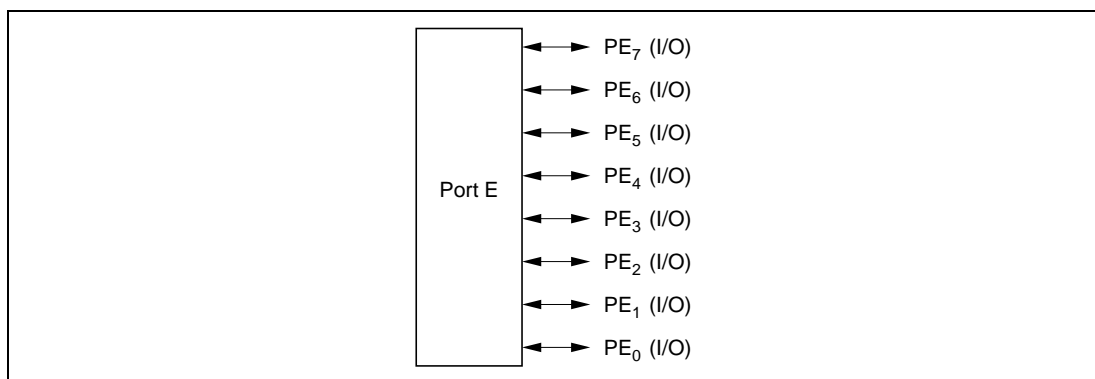 PE7 (I/O)
PE6 (I/O)
PE5 (I/O)
PE4 (I/O)
Port E
PE3 (I/O)
PE2 (I/O)
PE1 (I/O)
PE0 (I/O)